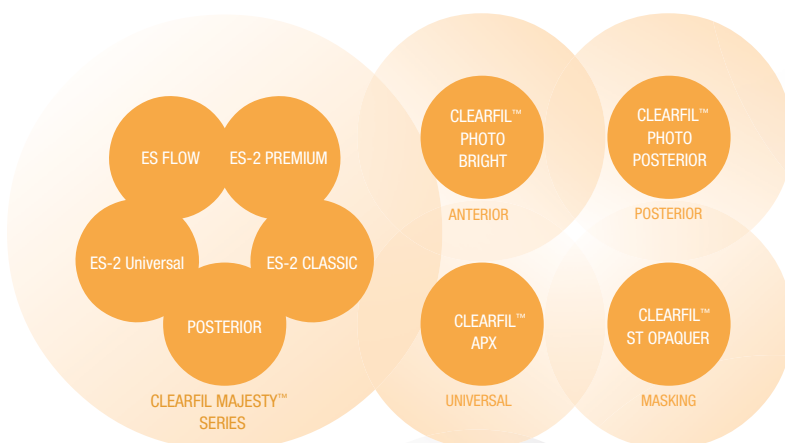 ES FLOW
ES-2 PREMIUM
ES-2 Universal
ES-2 CLASSIC
POSTERIOR
CLEARFIL MAJESTY™
SERIES
CLEARFIL™
PHOTO
BRIGHT
ANTERIOR
CLEARFIL™
PHOTO
POSTERIOR
POSTERIOR
CLEARFIL™
APX
UNIVERSAL
CLEARFIL™
ST OPAQUER
MASKING